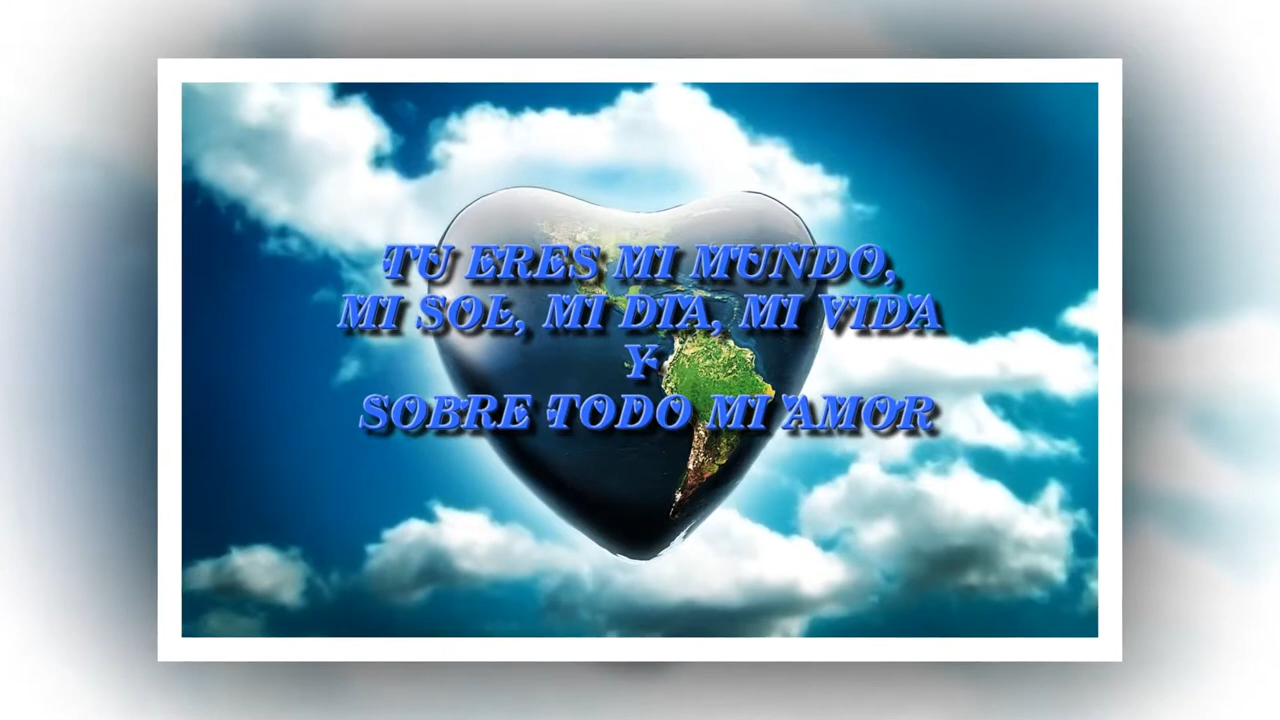 TU ERES MI MUNDO,
MI SOL, MI DIA, MI VIDA
Y
SOBRE TODO MI AMOR